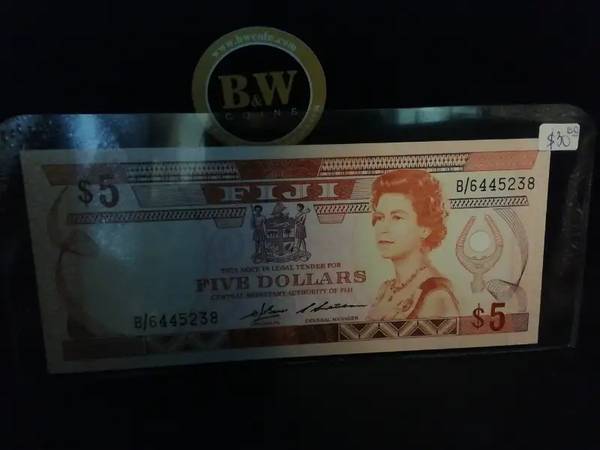 www.bwcoin.com
B&W
COINS
$30.00
$5
FIJI
B/6445238
THIS NOTE IS LEGAL TENDER FOR
FIVE DOLLARS
CENTRAL MONETARY AUTHORITY OF FIJI
B/6445238
GENERAL MANAGER
$5